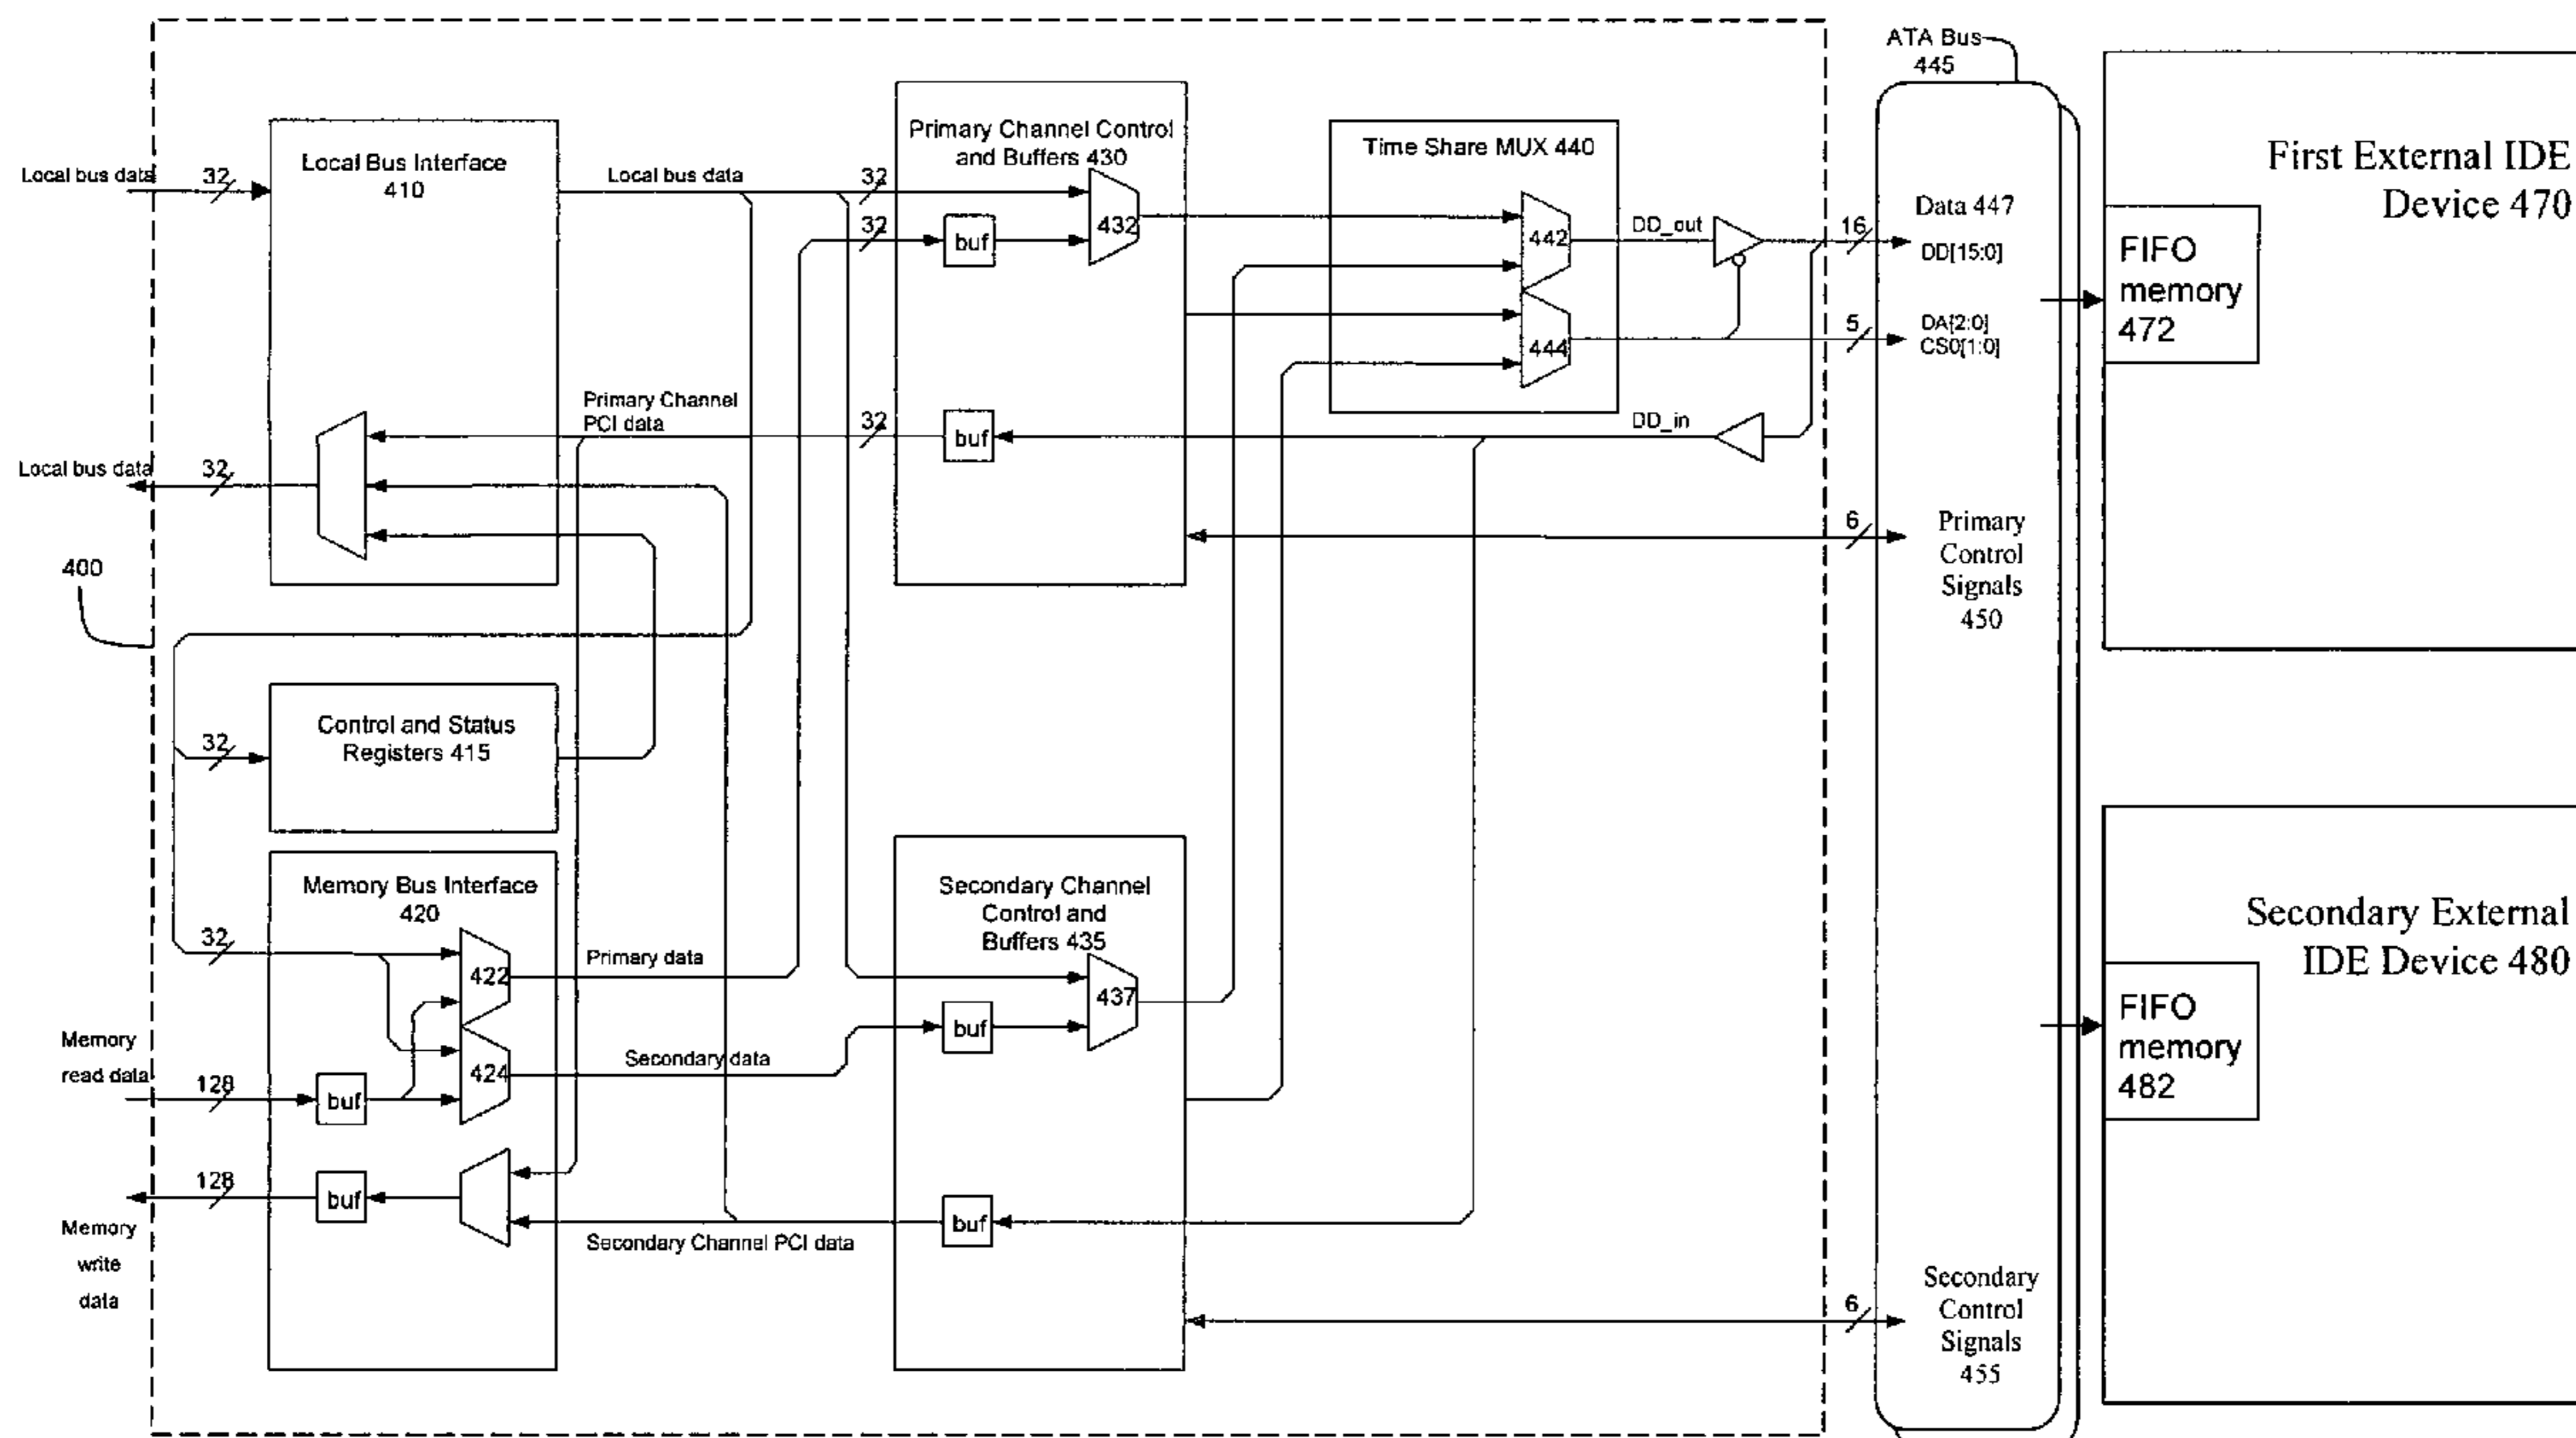 ATA Bus
445
Local bus data
32
Local Bus Interface
410
Local bus data
32
32
Primary Channel Control
and Buffers 430
buf
432
Time Share MUX 440
442
444
DD_out
16
5
Data 447
DD[15:0]
DA[2:0]
CS0[1:0]
First External IDE
Device 470
FIFO
memory
472
Primary Channel
PCI data
32
buf
DD_in
Local bus data
32
6
Primary
Control
Signals
450
400
32
Control and Status
Registers 415
Memory Bus Interface
420
32
422
424
Primary data
Secondary data
Memory
read data
128
buf
128
buf
Memory
write
data
Secondary Channel
Control and
Buffers 435
437
buf
buf
Secondary Channel PCI data
6
Secondary
Control
Signals
455
Secondary External
IDE Device 480
FIFO
memory
482